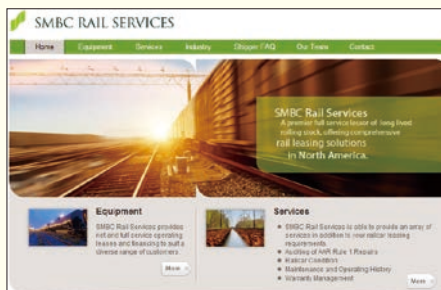 SMBC RAIL SERVICES
Home Equipment Services Industry Shipper FAQ Our Team Contact
SMBC Rail Services
A premier full service lessor of long lived
rolling stock, offering comprehensive
rail leasing solutions
in North America.
Equipment
SMBC Rail Services provides
net and full service operating
leases and financing to suit a
diverse range of customers.
More
Services
SMBC Rail Services is able to provide an array of
services in addition to your railcar leasing
requirements.
Auditing of AAR Rule 1 Repairs
Railcar Condition
Maintenance and Operating History
Warranty Management
More